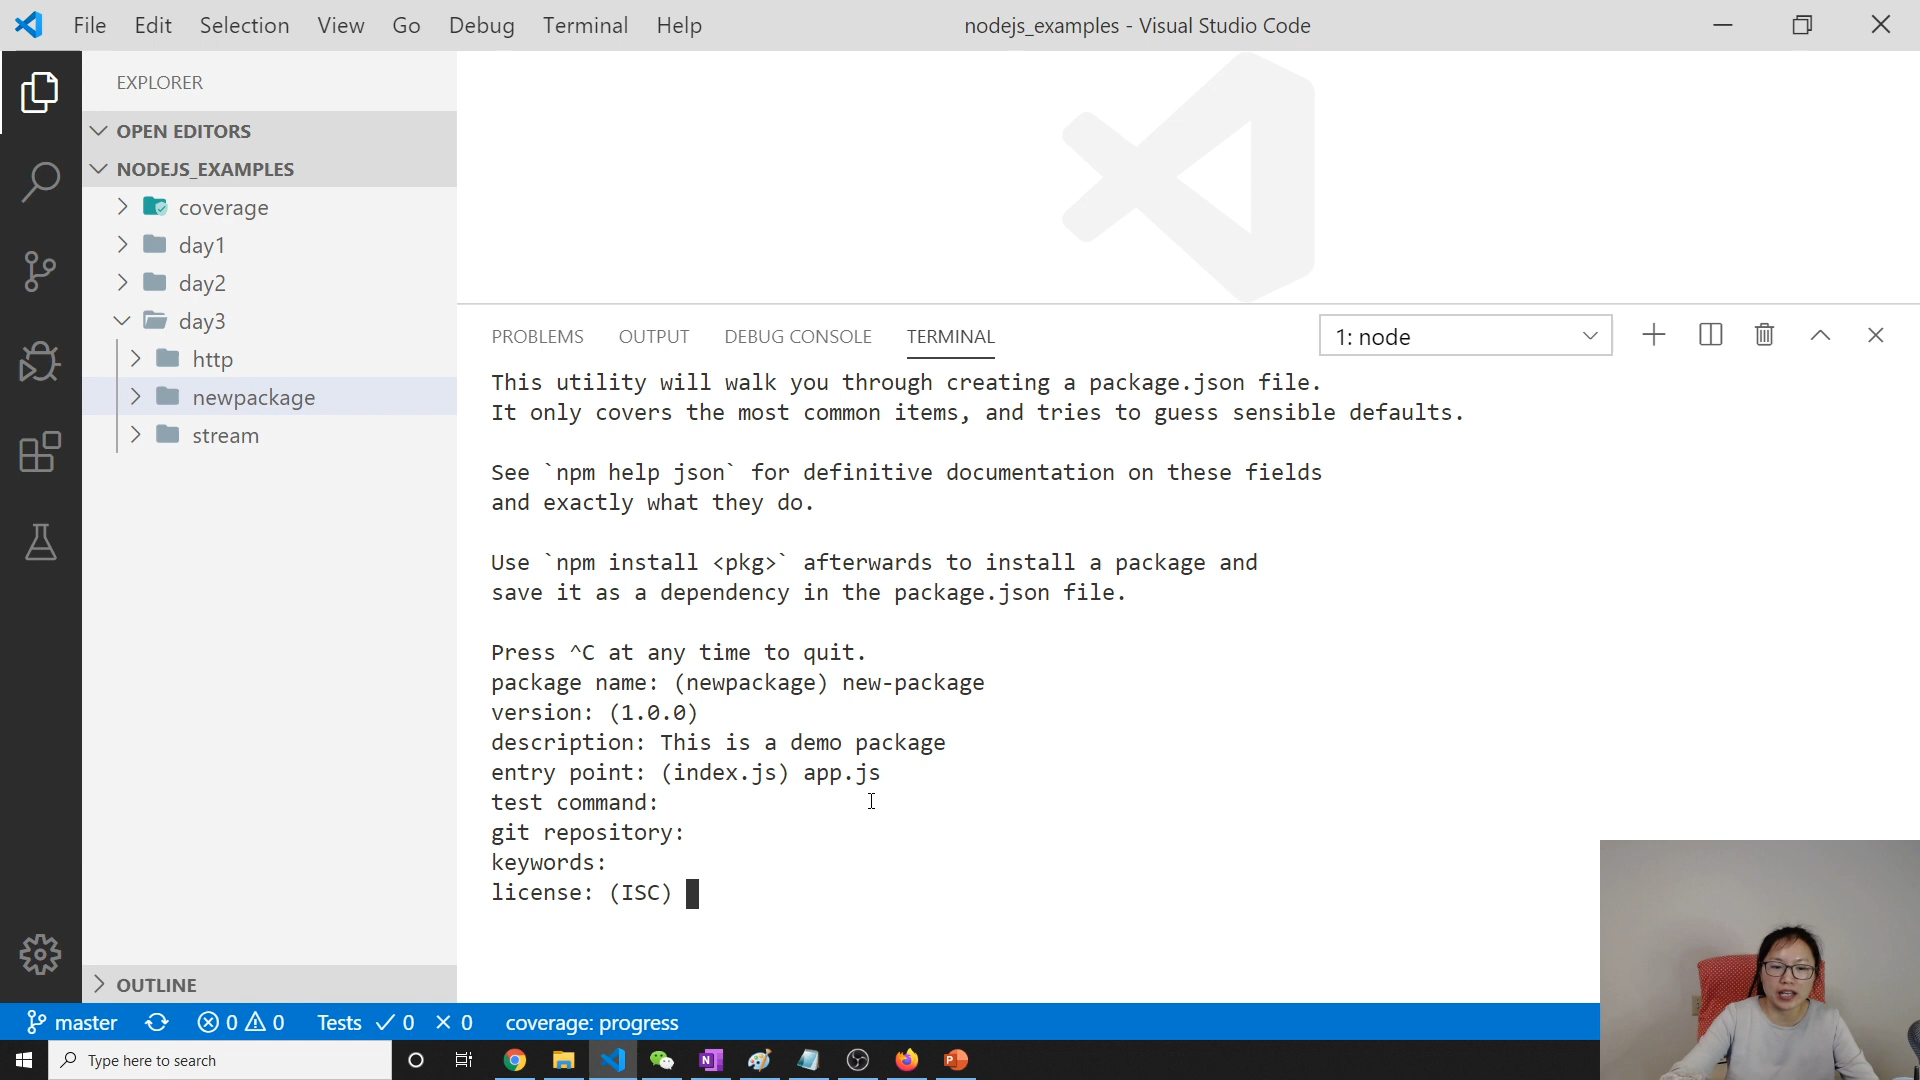 File Edit Selection View Go Debug Terminal Help
nodejs_examples - Visual Studio Code
EXPLORER
OPEN EDITORS
NODEJS_EXAMPLES
coverage
day1
day2
day3
http
newpackage
stream
OUTLINE
PROBLEMS OUTPUT DEBUG CONSOLE TERMINAL
1: node
This utility will walk you through creating a package.json file.
It only covers the most common items, and tries to guess sensible defaults.
See `npm help json` for definitive documentation on these fields
and exactly what they do.
Use `npm install <pkg>` afterwards to install a package and
save it as a dependency in the package.json file.
Press ^C at any time to quit.
package name: (newpackage) new-package
version: (1.0.0)
description: This is a demo package
entry point: (index.js) app.js
test command:
git repository:
keywords:
license: (ISC)
master 0 0 Tests 0 0 coverage: progress
Type here to search